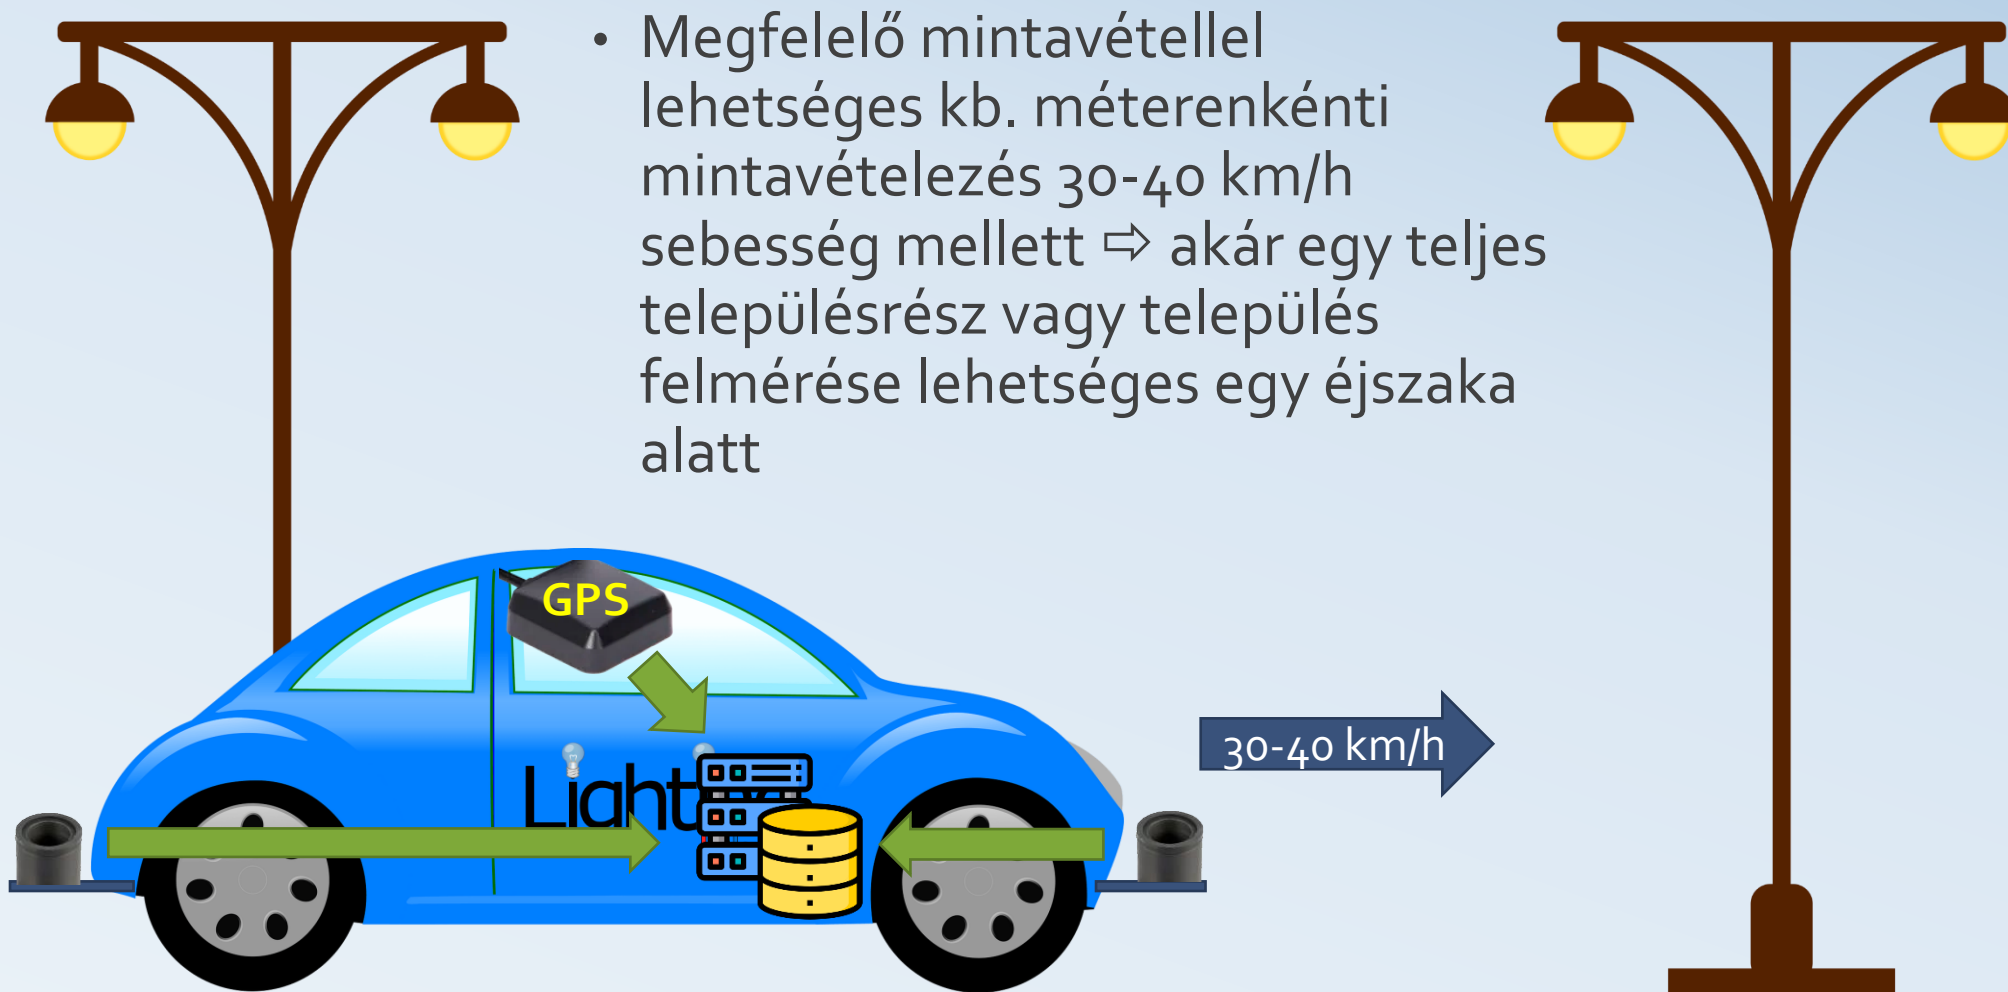 • Megfelelő mintavétellel
lehetséges kb. méterenkénti
mintavételezés 30-40 km/h
sebesség mellett ⇨ akár egy teljes
településrész vagy település
felmérése lehetséges egy éjszaka
alatt
GPS
30-40 km/h